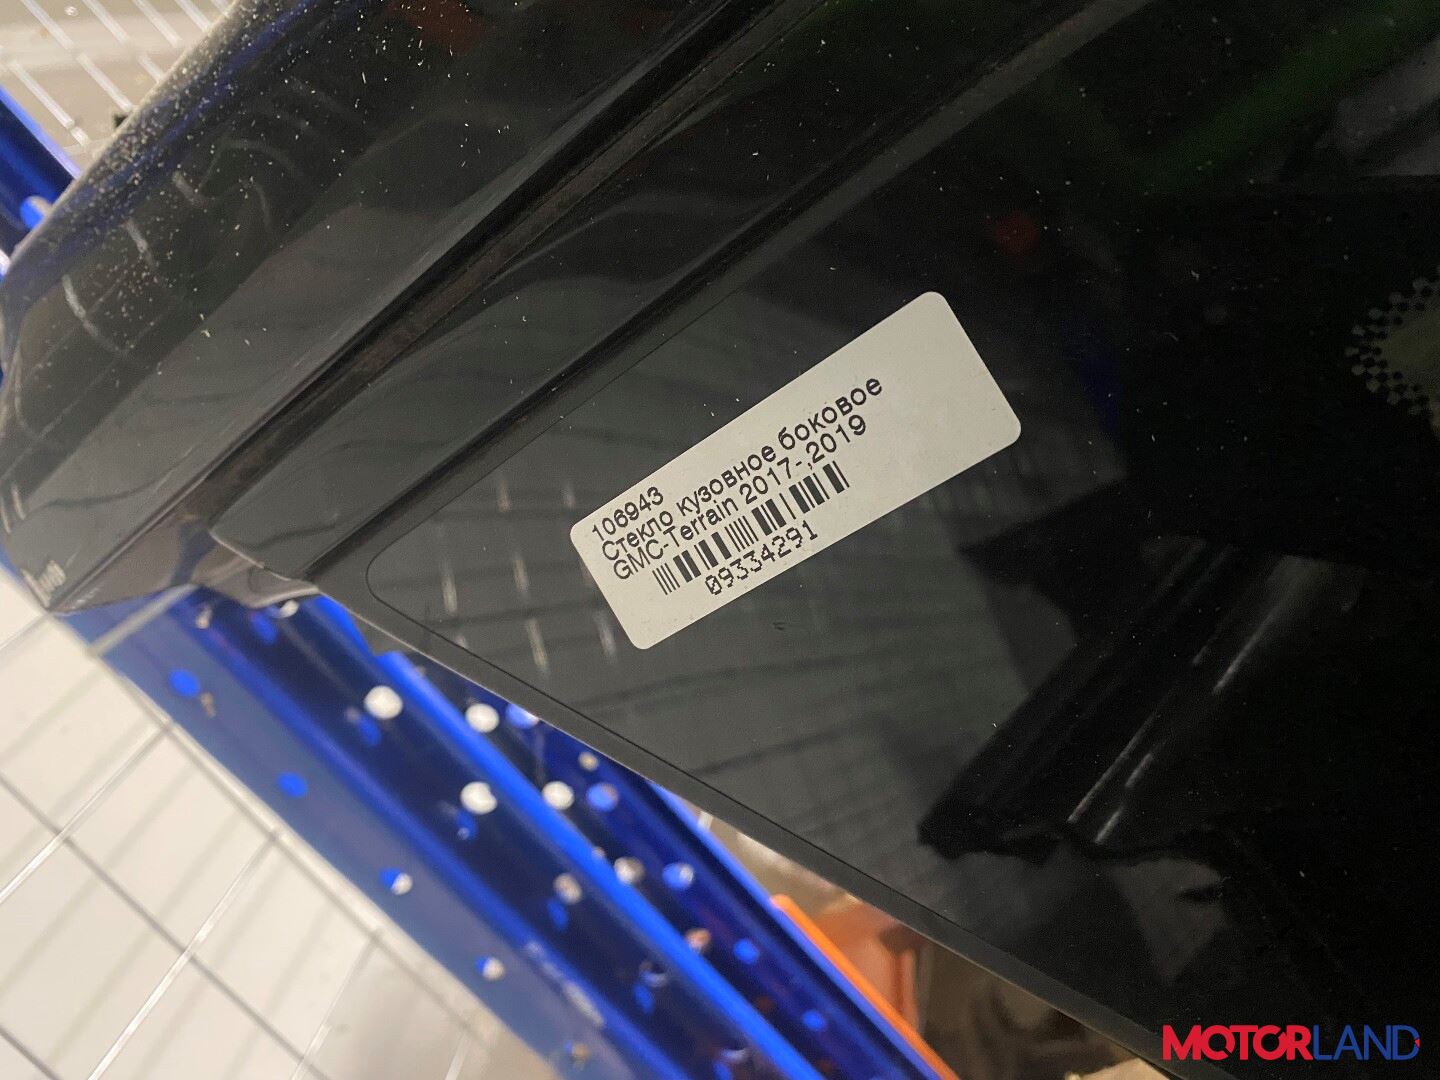 106943
Стекло кузовное боковое
GMC-Terrain 2017-,2019
09334291
MOTORLAND